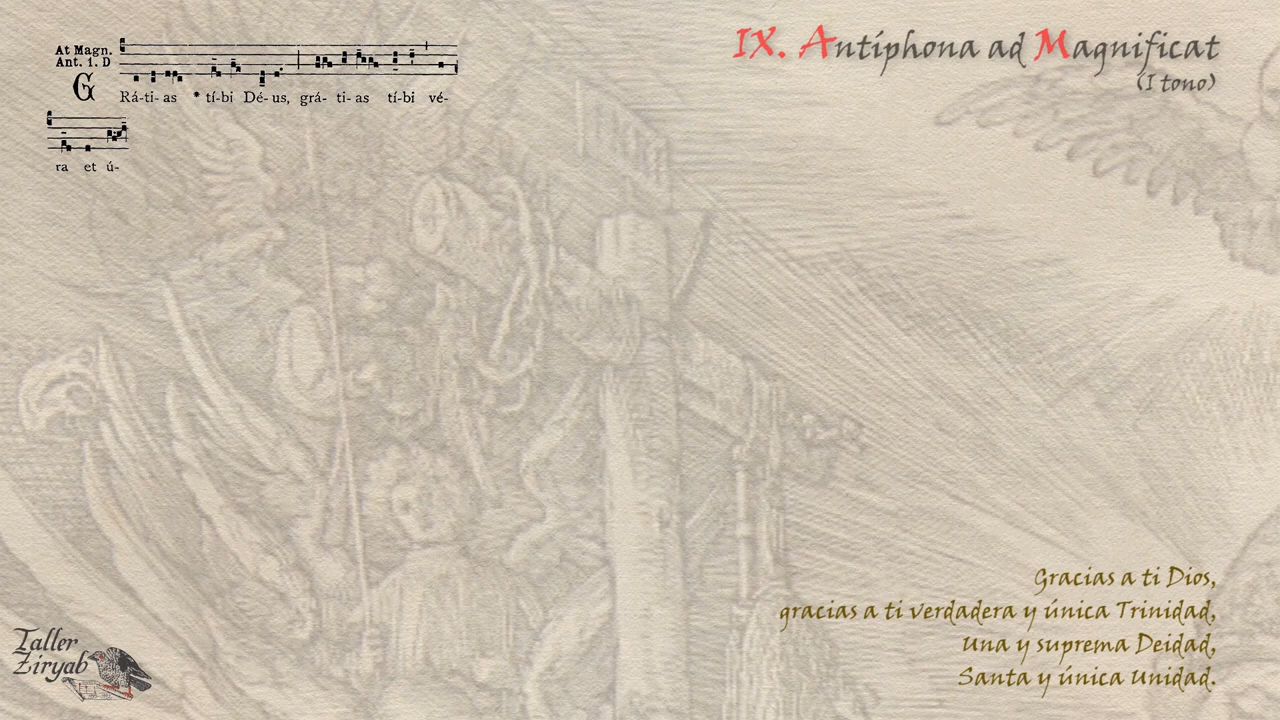 At Magn.
Ant. 1. D
GRá-ti- as * tí-bi Dé-us, grá- ti- as tí-bi vé-
ra et ú-
IX. Antiphona ad Magnificat
(I tono)
Gracias a ti Dios,
gracias a ti verdadera y única Trinidad,
Una y suprema Deidad,
Santa y única Unidad.
Taller
Ziryab